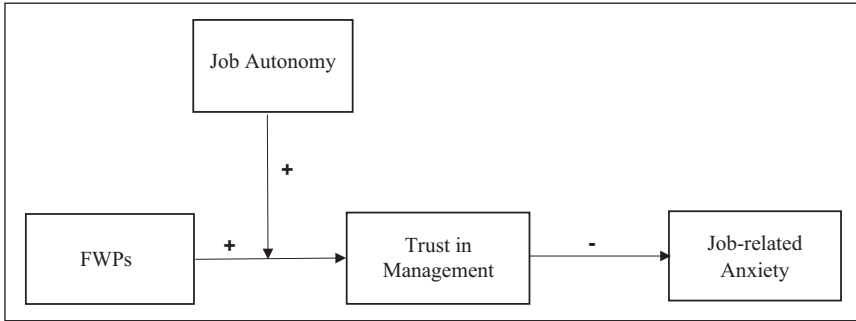 Job Autonomy
+
+
FWPs
Trust in
Management
-
Job-related
Anxiety